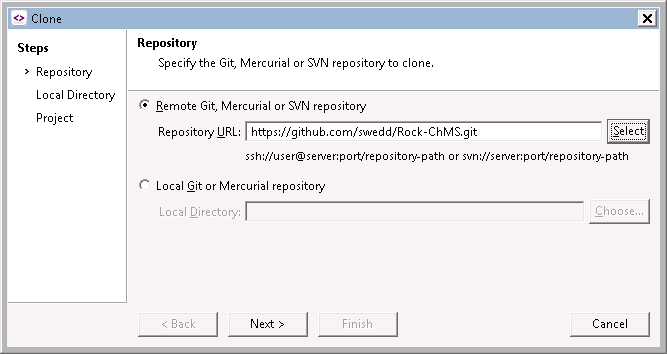 Clone
Steps
Repository
Local Directory
Project
Repository
Specify the Git, Mercurial or SVN repository to clone.
Remote Git, Mercurial or SVN repository
Repository URL: https://github.com/swedd/Rock-ChMS.git Select
ssh://user@server:port/repository-path or svn://server:port/repository-path
Local Git or Mercurial repository
Local Directory: Choose...
< Back Next > Finish Cancel